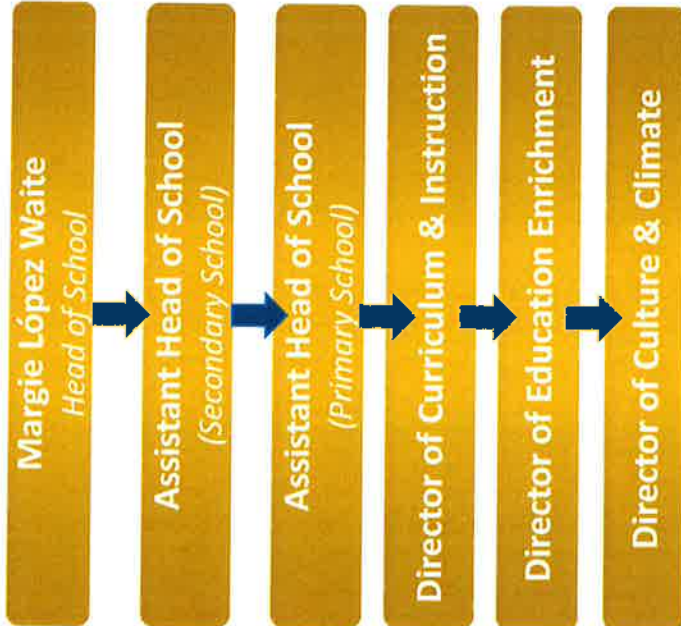 Margie López Waite
Head of School
Assistant Head of School
(Secondary School)
Assistant Head of School
(Primary School)
Director of Curriculum & Instruction
Director of Education Enrichment
Director of Culture & Climate